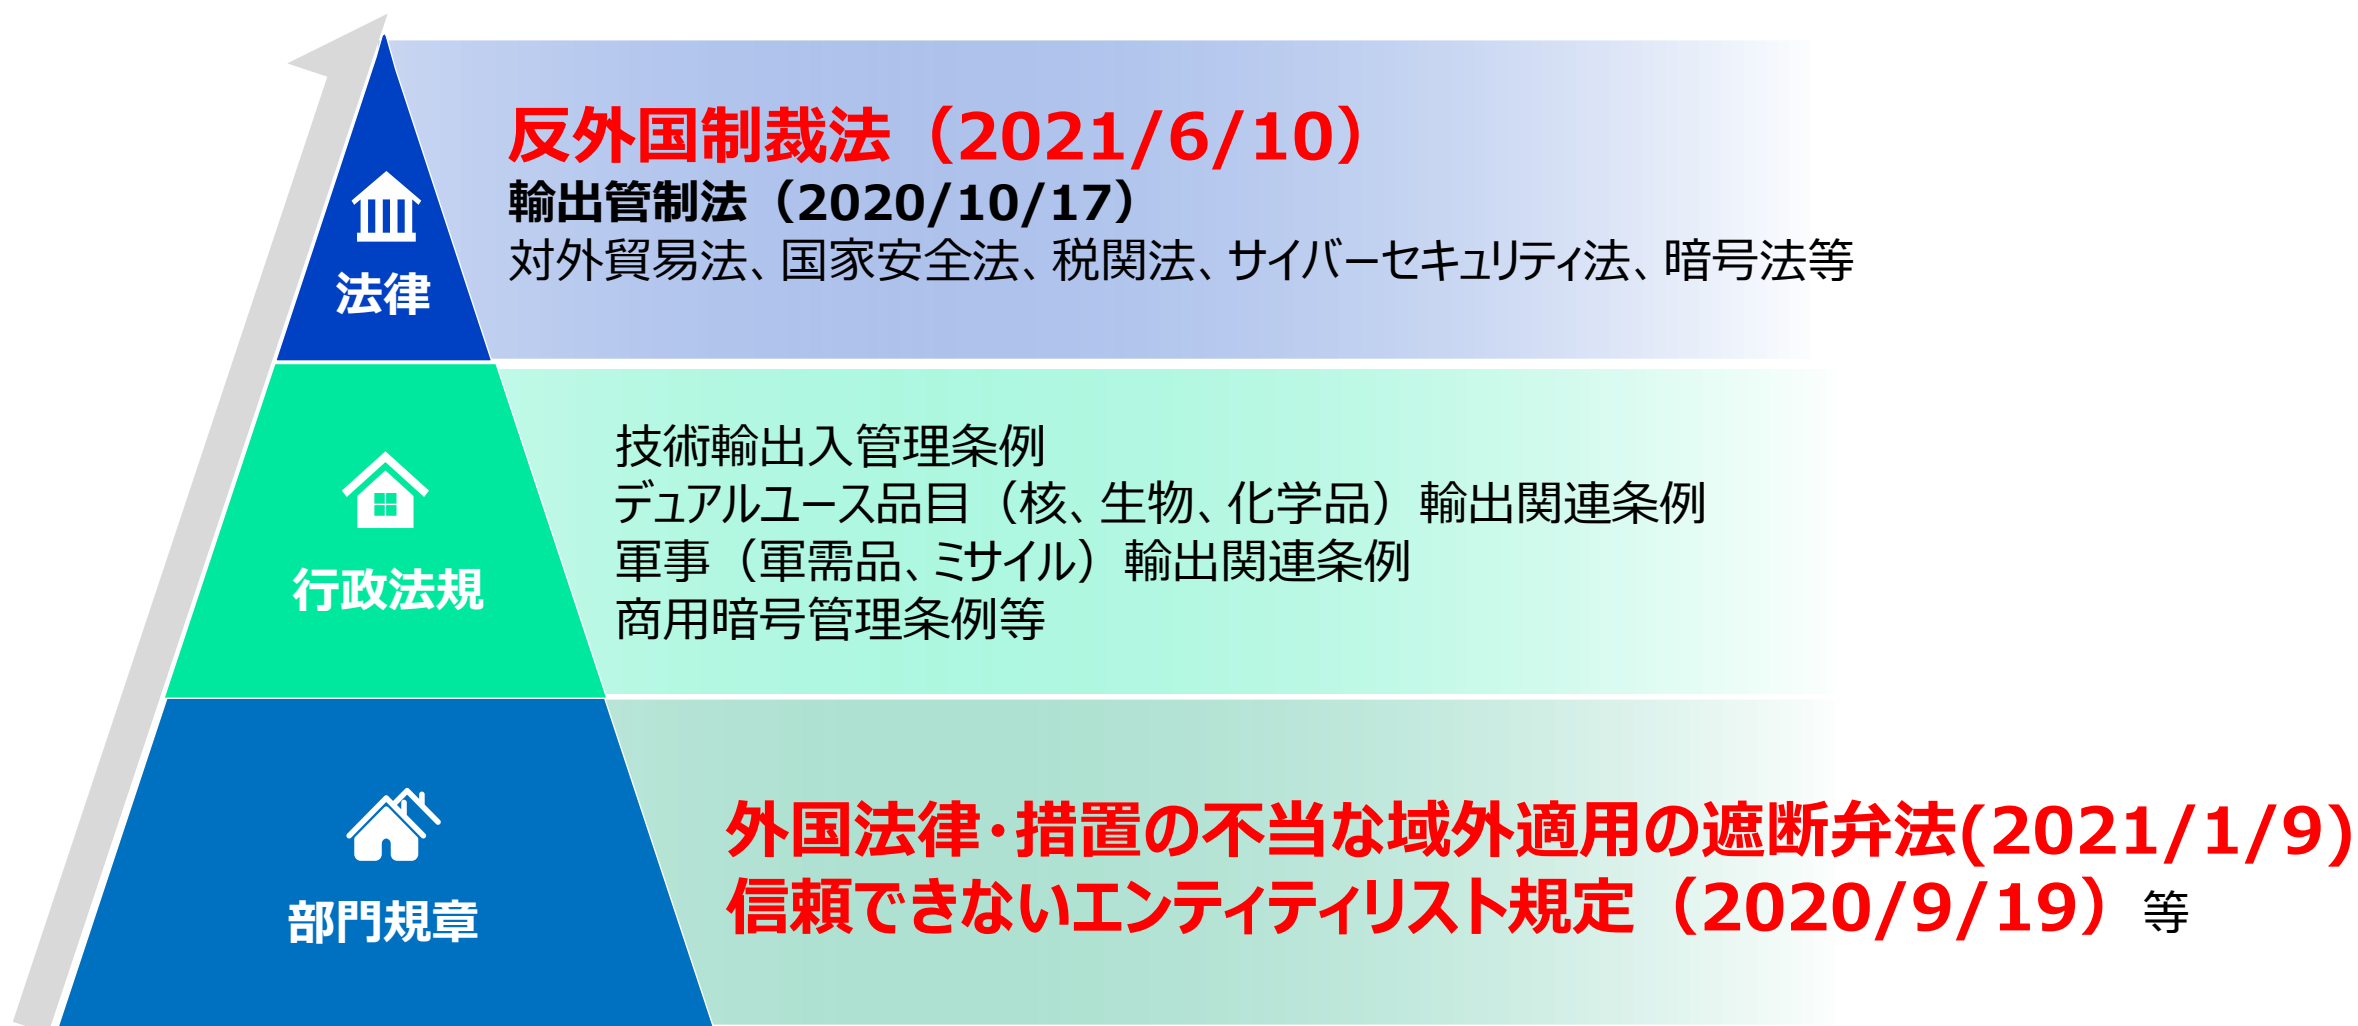 反外国制裁法（2021/6/10）
輸出管制法（2020/10/17）
対外貿易法、国家安全法、税関法、サイバーセキュリティ法、暗号法等
法律
技術輸出入管理条例
デュアルユース品目（核、生物、化学品）輸出関連条例
軍事（軍需品、ミサイル）輸出関連条例
商用暗号管理条例等
行政法規
外国法律・措置の不当な域外適用の遮断弁法(2021/1/9)
信頼できないエンティティリスト規定（2020/9/19）等
部門規章